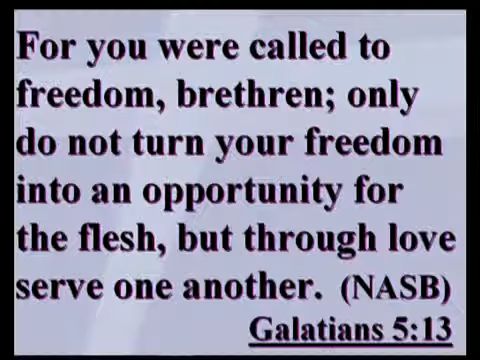 For you were called to
freedom, brethren; only
do not turn your freedom
into an opportunity for
the flesh, but through love
serve one another. (NASB)
Galatians 5:13